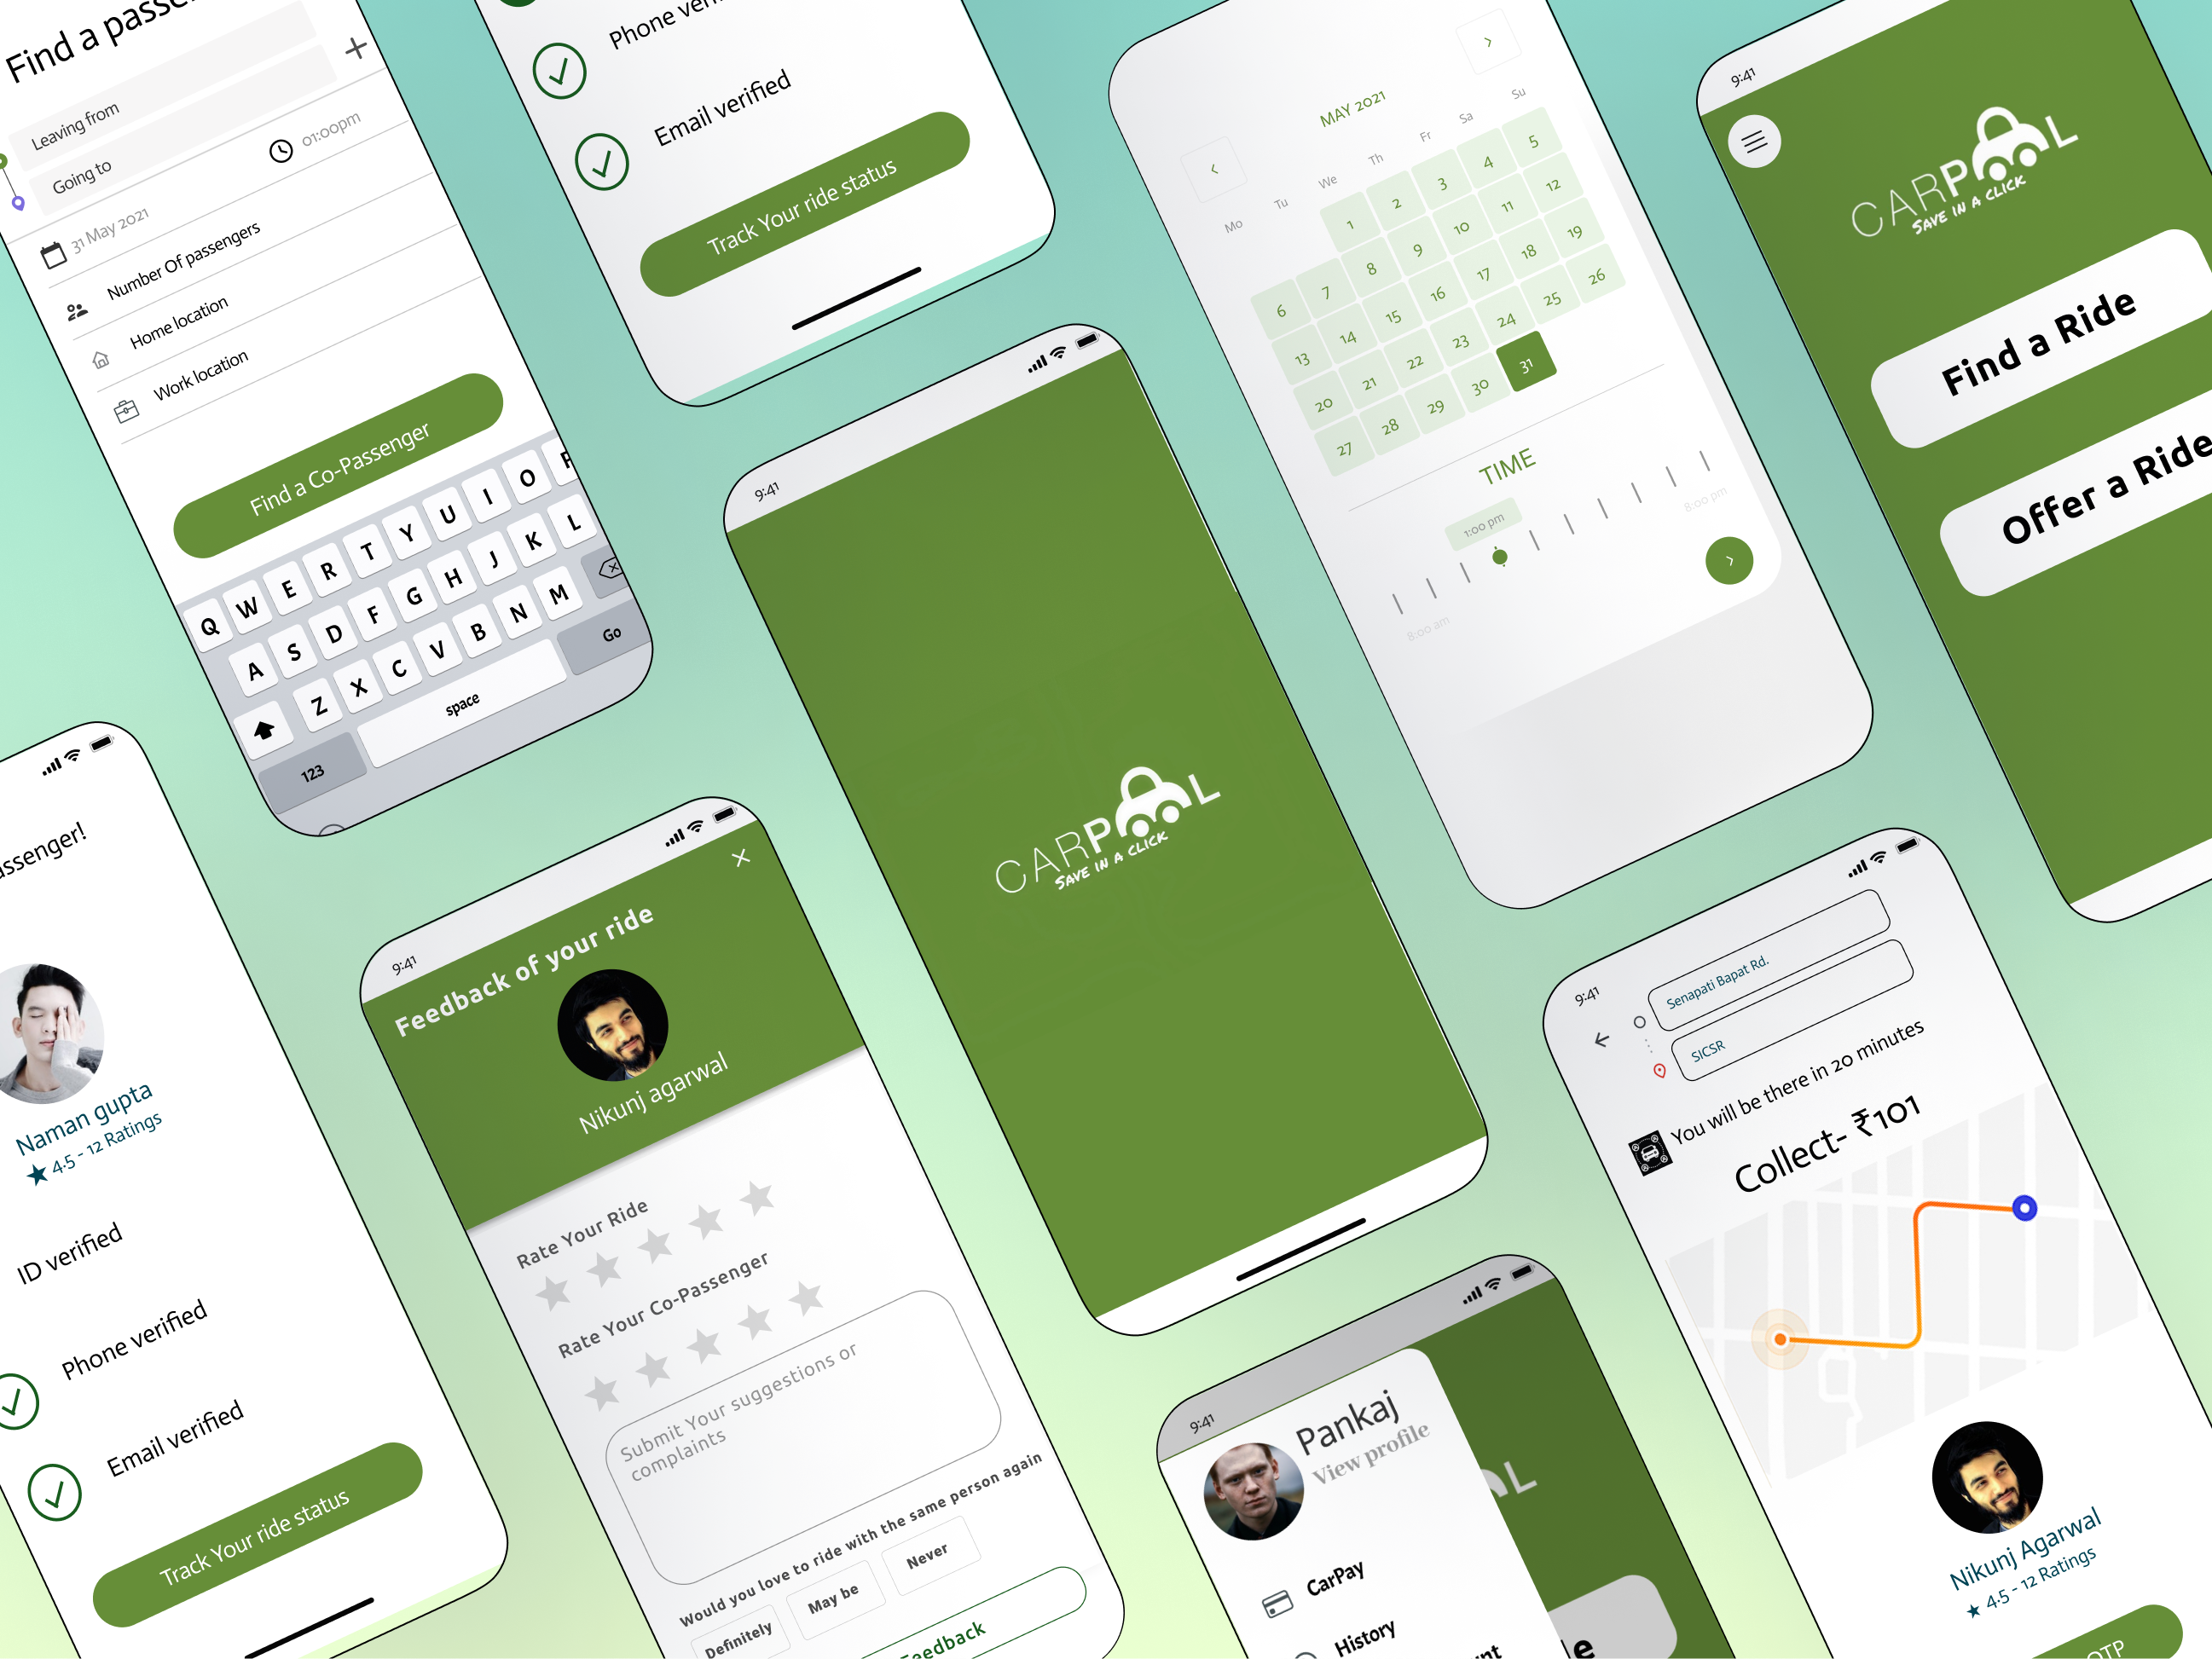 Find a passe
Leaving from
Going to
31 May 2021
01:00pm
Number Of passengers
Home location
Work location
Find a Co-Passenger
Q W E R T Y U I O P
A S D F G H J K L
Z X C V B N M
123
space
Go
Phone veri
Email verified
Track Your ride status
MAY 2021
Mo Tu We Th Fr Sa Su
1 2 3 4 5
6 7 8 9 10 11 12
13 14 15 16 17 18 19
20 21 22 23 24 25 26
27 28 29 30 31
TIME
1:00 pm
8:00 am
8:00 pm
9:41
CARPOOL
SAVE IN A CLICK
Find a Ride
Offer a Ride
9:41
CARPOOL
SAVE IN A CLICK
assenger!
Naman gupta
4.5 - 12 Ratings
ID verified
Phone verified
Email verified
Track Your ride status
9:41
Feedback of your ride
Nikunj agarwal
Rate Your Ride
Rate Your Co-Passenger
Submit Your suggestions or
complaints
Would you love to ride with the same person again
Definitely
May be
Never
Feedback
9:41
Pankaj
View profile
CarPay
History
nt
L
e
9:41
Senapati Bapat Rd.
SICSR
You will be there in 20 minutes
Collect- ₹101
Nikunj Agarwal
4.5 - 12 Ratings
OTP